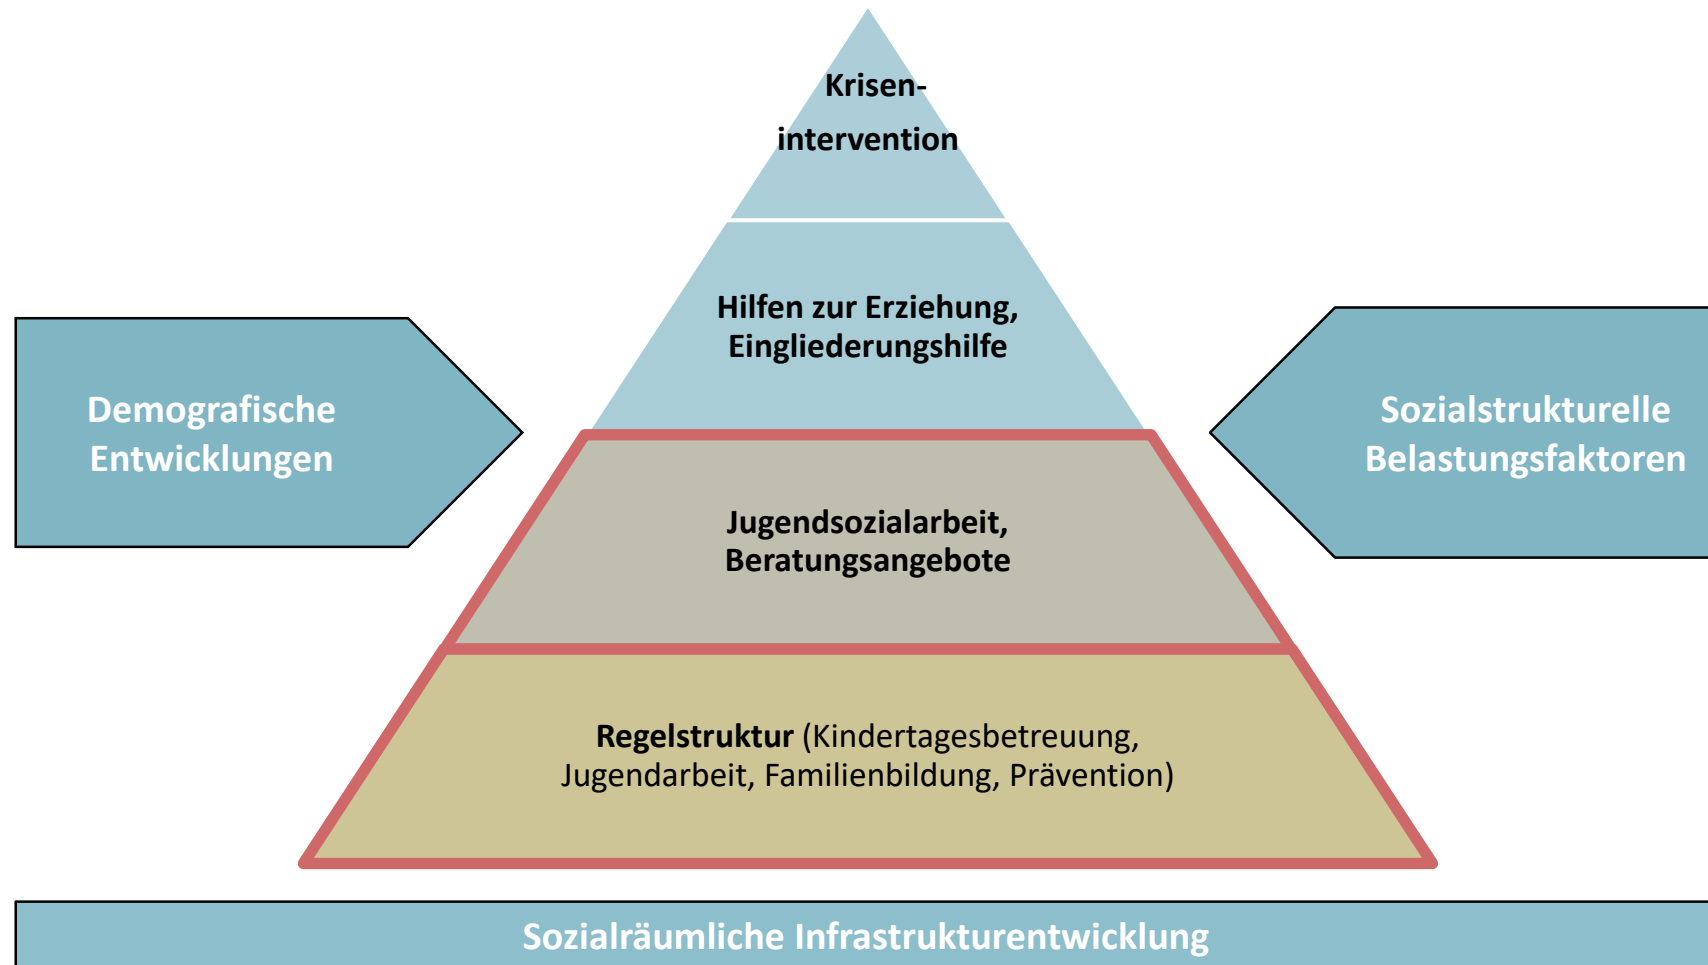 Krisen-
intervention
Hilfen zur Erziehung,
Eingliederungshilfe
Demografische
Entwicklungen
Sozialstrukturelle
Belastungsfaktoren
Jugendsozialarbeit,
Beratungsangebote
Regelstruktur (Kindertagesbetreuung,
Jugendarbeit, Familienbildung, Prävention)
Sozialräumliche Infrastrukturentwicklung